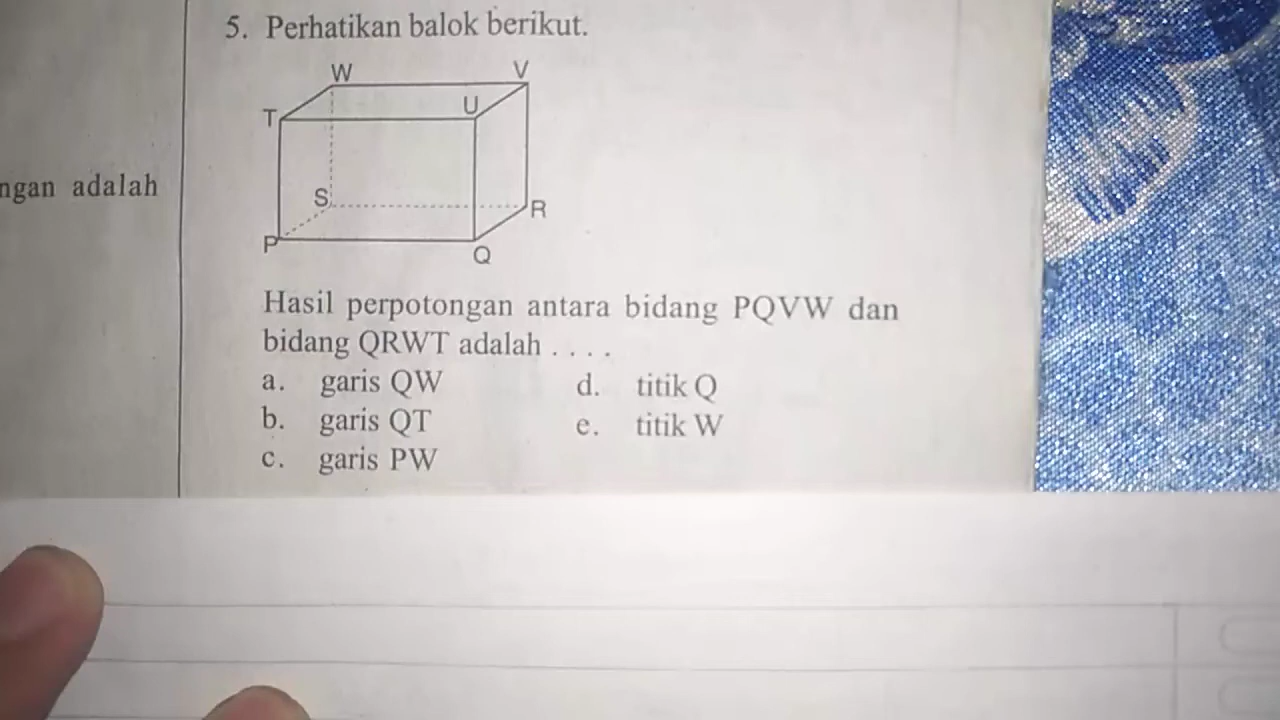 5. Perhatikan balok berikut.
W V
T U
ngan adalah
S R
P Q
Hasil perpotongan antara bidang PQVW dan
bidang QRWT adalah . . . .
a. garis QW d. titik Q
b. garis QT e. titik W
c. garis PW